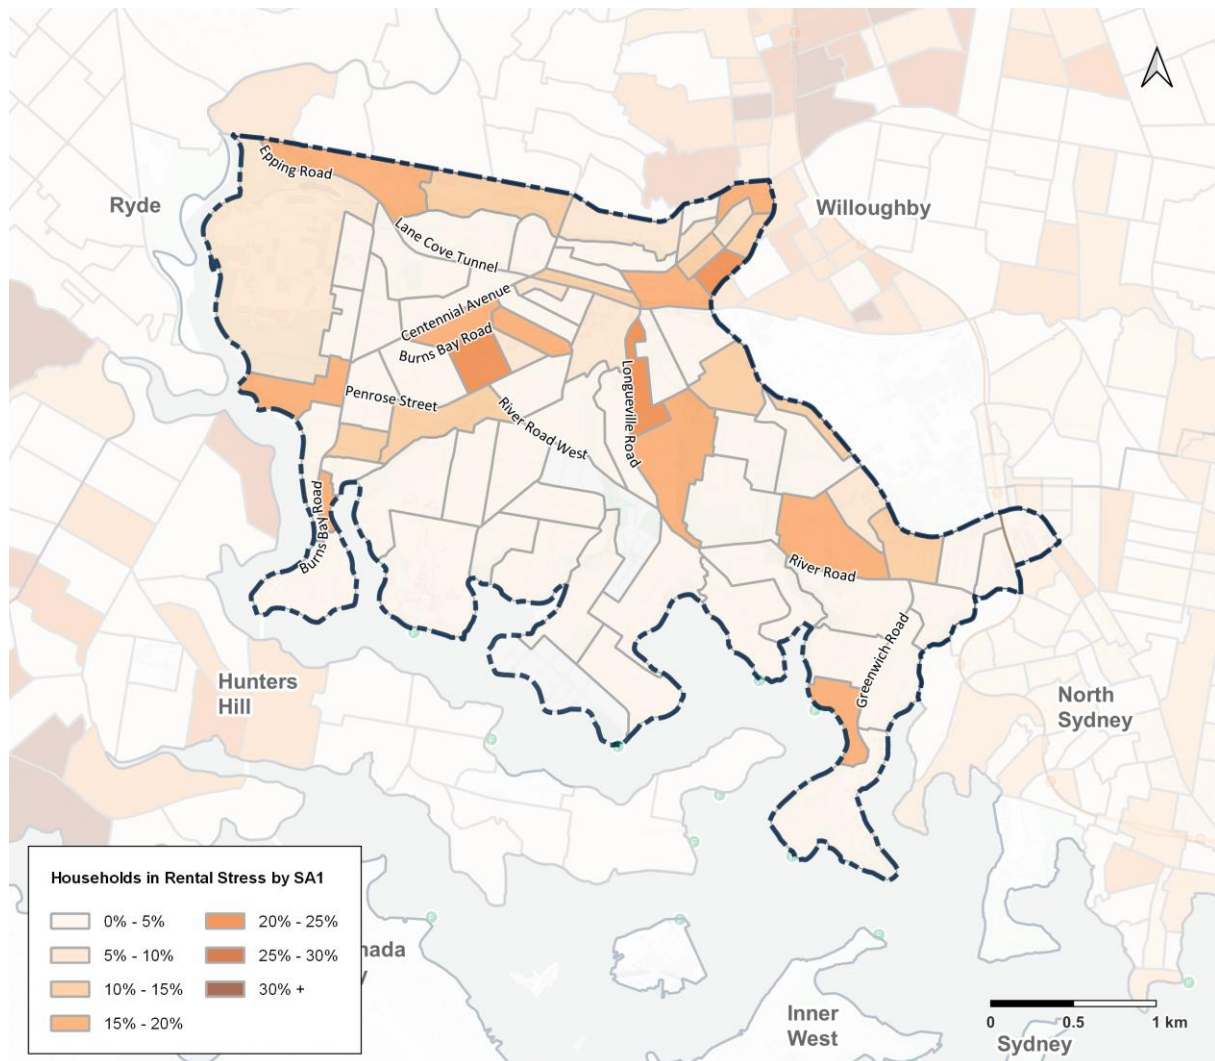 Epping Road
Ryde
Willoughby
Lane Cove Tunnel
Centennial Avenue
Burns Bay Road
Penrose Street
Longueville Road
River Road West
Burns Bay Road
River Road
Greenwich Road
Hunters
Hill
North
Sydney
Households in Rental Stress by SA1
0% - 5%
5% - 10%
10% - 15%
15% - 20%
20% - 25%
25% - 30%
30% +
nada
y
Inner
West
0 0.5 1 km
Sydney